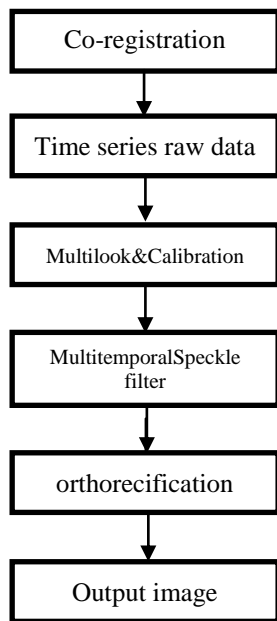 Co-registration
Time series raw data
Multilook&Calibration
MultitemporalSpeckle
filter
orthorecification
Output image